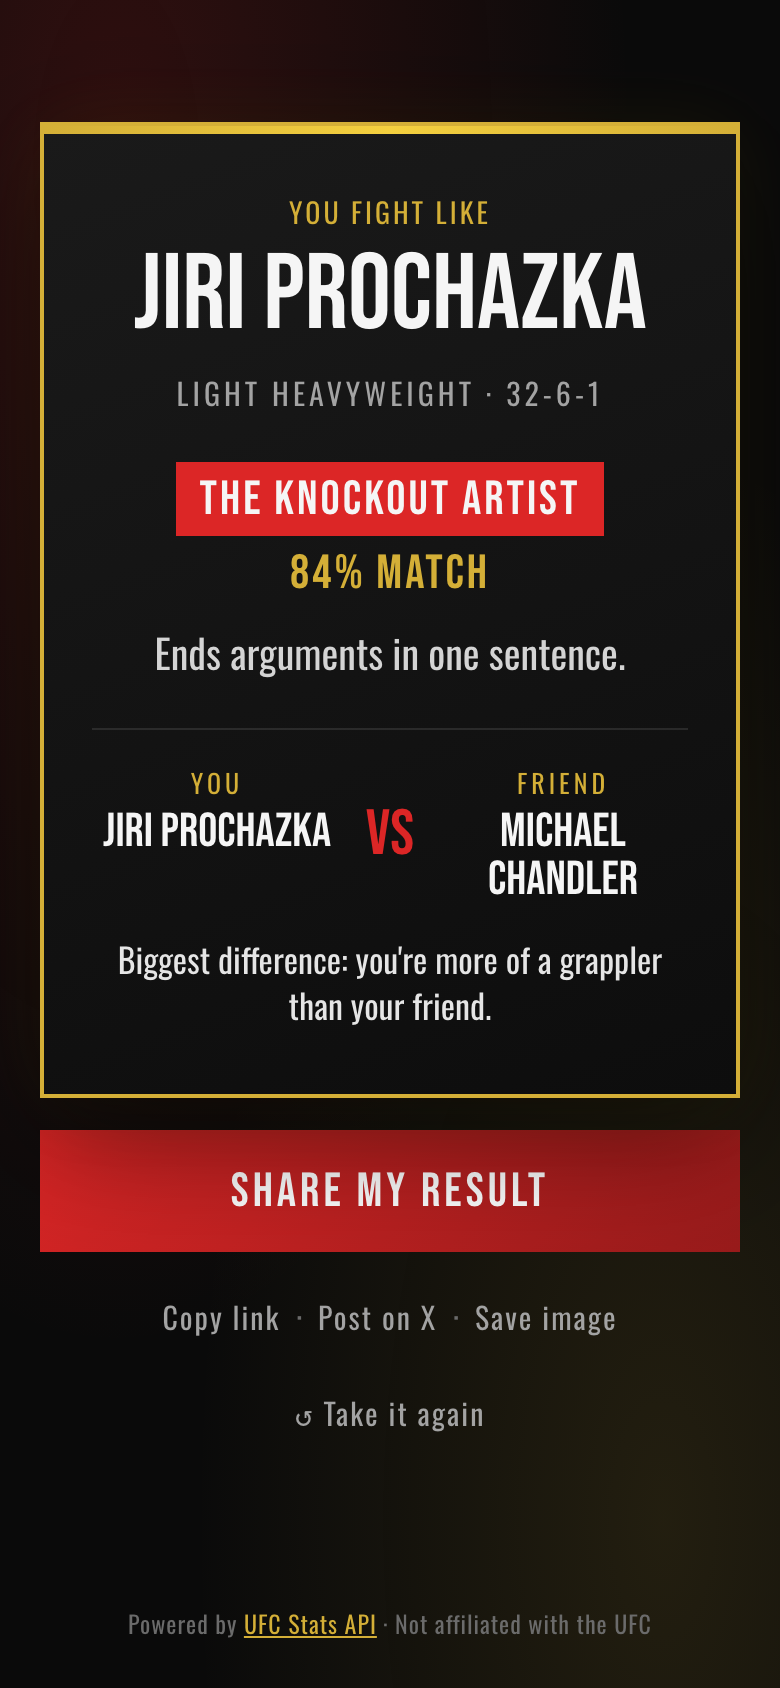 YOU FIGHT LIKE
JIRI PROCHAZKA
LIGHT HEAVYWEIGHT · 32-6-1
THE KNOCKOUT ARTIST
84% MATCH
Ends arguments in one sentence.
YOU
JIRI PROCHAZKA
VS
FRIEND
MICHAEL
CHANDLER
Biggest difference: you're more of a grappler
than your friend.
SHARE MY RESULT
Copy link · Post on X · Save image
↺ Take it again
Powered by UFC Stats API · Not affiliated with the UFC